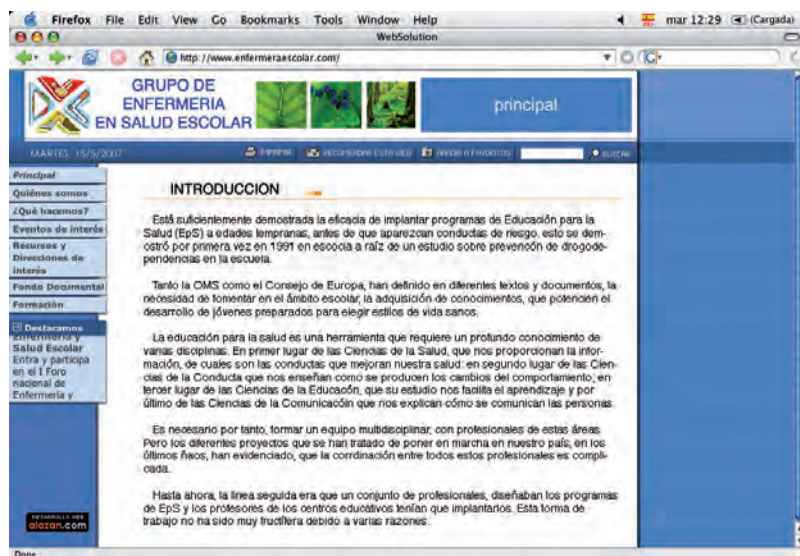 Firefox File Edit View Go Bookmarks Tools Window Help mar 12:29 (Cargada)
WebSolution
http://www.enfermeraescolar.com/
GRUPO DE
ENFERMERIA
EN SALUD ESCOLAR
principal
MARTES, 15/5/2007 IMPRIMIR RECOMENDAR ESTA WEB AÑADIR A FAVORITOS BUSCAR
Principal
Quiénes somos
¿Qué hacemos?
Eventos de interés
Recursos y
Direcciones de
interés
Fondo Documental
Formación
Destacamos
Enfermería y
Salud Escolar
Entra y participa
en el I Foro
nacional de
Enfermería y
DESARROLLO WEB
alazan.com
INTRODUCCION
Está suficientemente demostrada la eficacia de implantar programas de Educación para la
Salud (EpS) a edades tempranas, antes de que aparezcan conductas de riesgo, esto se dem-
ostró por primera vez en 1991 en escocia a raíz de un estudio sobre prevención de drogode-
pendencias en la escuela.
Tanto la OMS como el Consejo de Europa, han definido en diferentes textos y documentos, la
necesidad de fomentar en el ámbito escolar, la adquisición de conocimientos, que potencien el
desarrollo de jóvenes preparados para elegir estilos de vida sanos.
La educación para la salud es una herramienta que requiere un profundo conocimiento de
varias disciplinas. En primer lugar de las Ciencias de la Salud, que nos proporcionan la infor-
mación, de cuales son las conductas que mejoran nuestra salud: en segundo lugar de las Cien-
cias de la Conducta que nos enseñan como se producen los cambios del comportamiento; en
tercer lugar de las Ciencias de la Educacón, que su estudio nos facilita el aprendizaje y por
último de las Ciencias de la Comunicacóin que nos explican cómo se comunican las personas.
Es necesario por tanto, formar un equipo multidisciplinar, con profesionales de estas áreas.
Pero los diferentes proyectos que se han tratado de poner en marcha en nuestro país, en los
últimos ñaos, han evidenciado, que la corrdinación entre todos estos profesionales es compli-
cada.
Hasta ahora, la línea seguida era que un conjunto de profesionales, diseñaban los programas
de EpS y los profesores de los centros educativos tenían que implantarlos. Esta forma de
trabajo no ha sido muy fructífera debido a varias razones.
Done